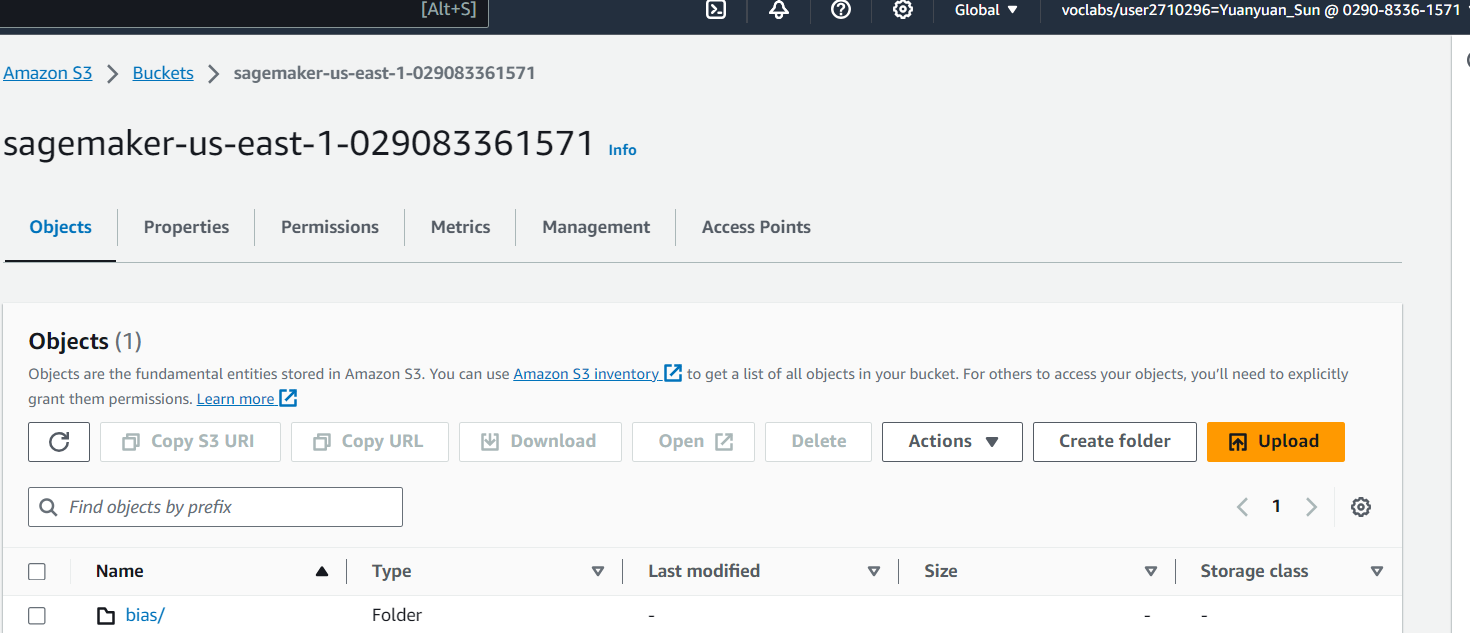 [Alt+S]
Global
voclabs/user2710296=Yuanyuan_Sun @ 0290-8336-1571
Amazon S3
Buckets
sagemaker-us-east-1-029083361571
sagemaker-us-east-1-029083361571 Info
Objects
Properties
Permissions
Metrics
Management
Access Points
Objects (1)
Objects are the fundamental entities stored in Amazon S3. You can use Amazon S3 inventory to get a list of all objects in your bucket. For others to access your objects, you'll need to explicitly
grant them permissions. Learn more
Copy S3 URI
Copy URL
Download
Open
Delete
Actions
Create folder
Upload
Find objects by prefix
1
Name
Type
Last modified
Size
Storage class
bias/
Folder
-
-
-